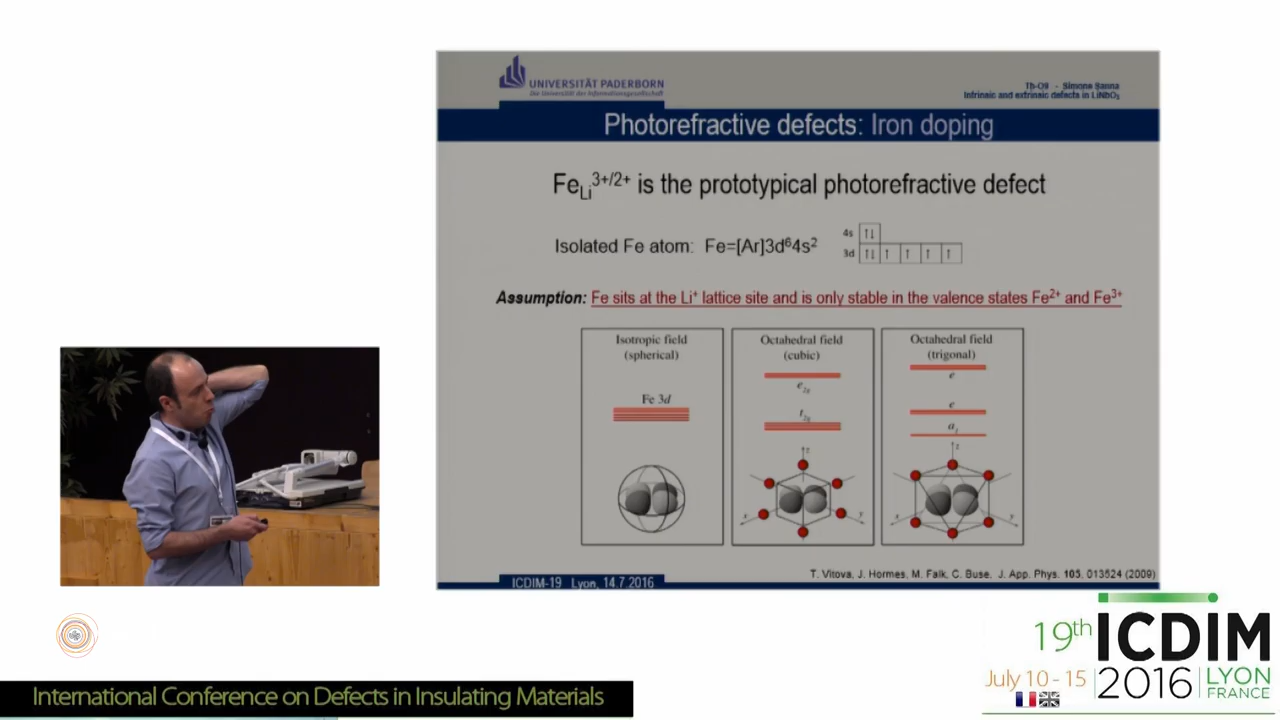 UNIVERSITÄT PADERBORN
Die Universität der Informationsgesellschaft
Th-O9 - Simone Sanna
Intrinsic and extrinsic defects in LiNbO₃
Photorefractive defects: Iron doping
FeLi3+/2+ is the prototypical photorefractive defect
Isolated Fe atom: Fe=[Ar]3d⁶4s²
4s ↑↓
3d ↑↓ ↑ ↑ ↑ ↑
Assumption: Fe sits at the Li⁺ lattice site and is only stable in the valence states Fe²⁺ and Fe³⁺
Isotropic field
(spherical)
Fe 3d
Octahedral field
(cubic)
e2g
t2g
z
x
y
Octahedral field
(trigonal)
e
e
a1
z
x
y
T. Vitova, J. Hormes, M. Falk, C. Buse, J. App. Phys. 105, 013524 (2009)
ICDIM-19 Lyon, 14.7.2016
19th ICDIM
July 10 - 15 2016 LYON
FRANCE
International Conference on Defects in Insulating Materials